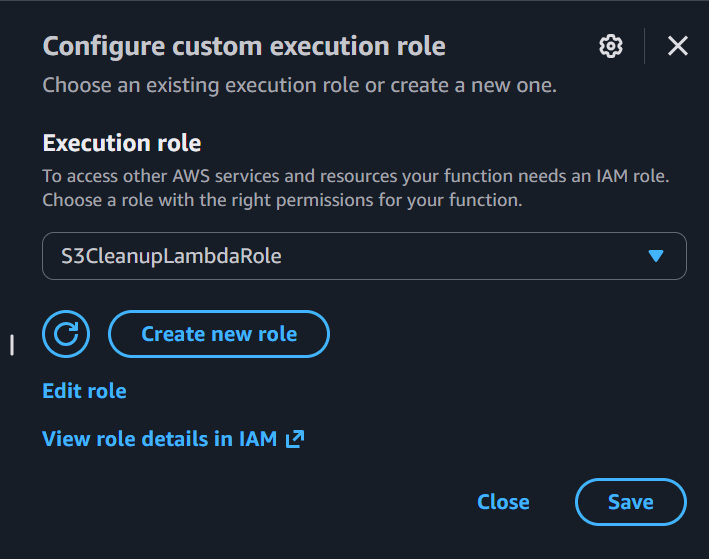 Configure custom execution role
Choose an existing execution role or create a new one.
Execution role
To access other AWS services and resources your function needs an IAM role.
Choose a role with the right permissions for your function.
S3CleanupLambdaRole
Create new role
Edit role
View role details in IAM
Close
Save